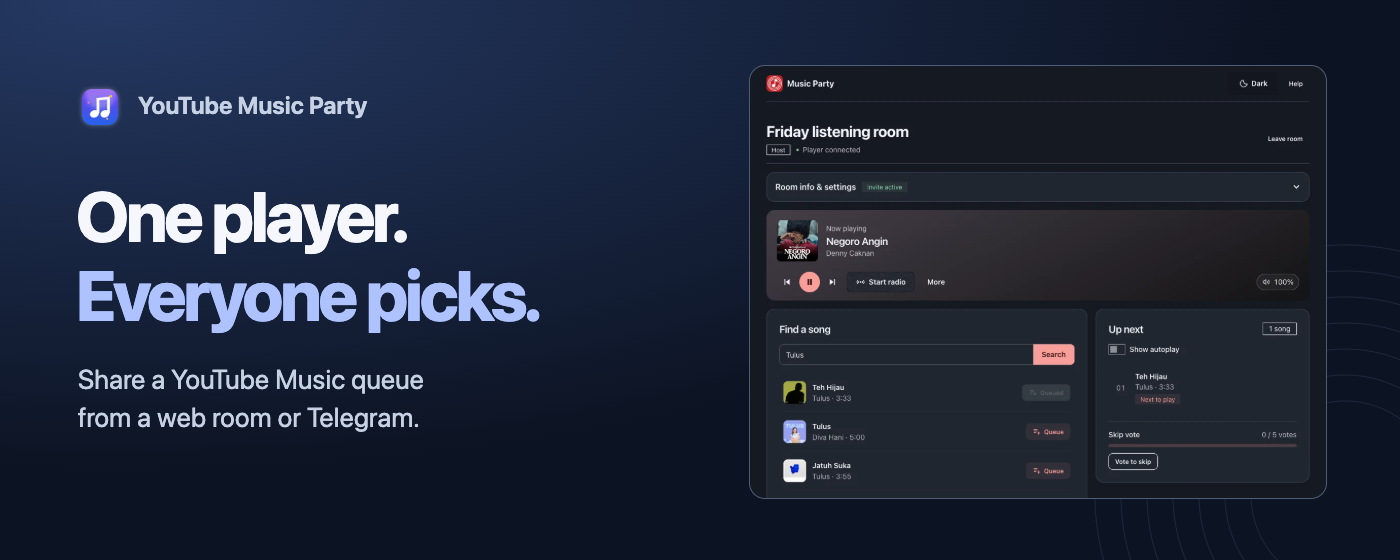 YouTube Music Party
One player.
Everyone picks.
Share a YouTube Music queue
from a web room or Telegram.
Music Party
Dark
Help
Friday listening room
Host
• Player connected
Leave room
Room info & settings
Invite active
NEGORO
ANGIN
Now playing
Negoro Angin
Denny Caknan
Start radio
More
100%
Find a song
Tulus
Search
Teh Hijau
Tulus · 3:33
Queued
Tulus
Diva Hani · 5:00
Queue
Jatuh Suka
Tulus · 3:55
Queue
Up next
1 song
Show autoplay
01
Teh Hijau
Tulus · 3:33
Next to play
Skip vote
0 / 5 votes
Vote to skip